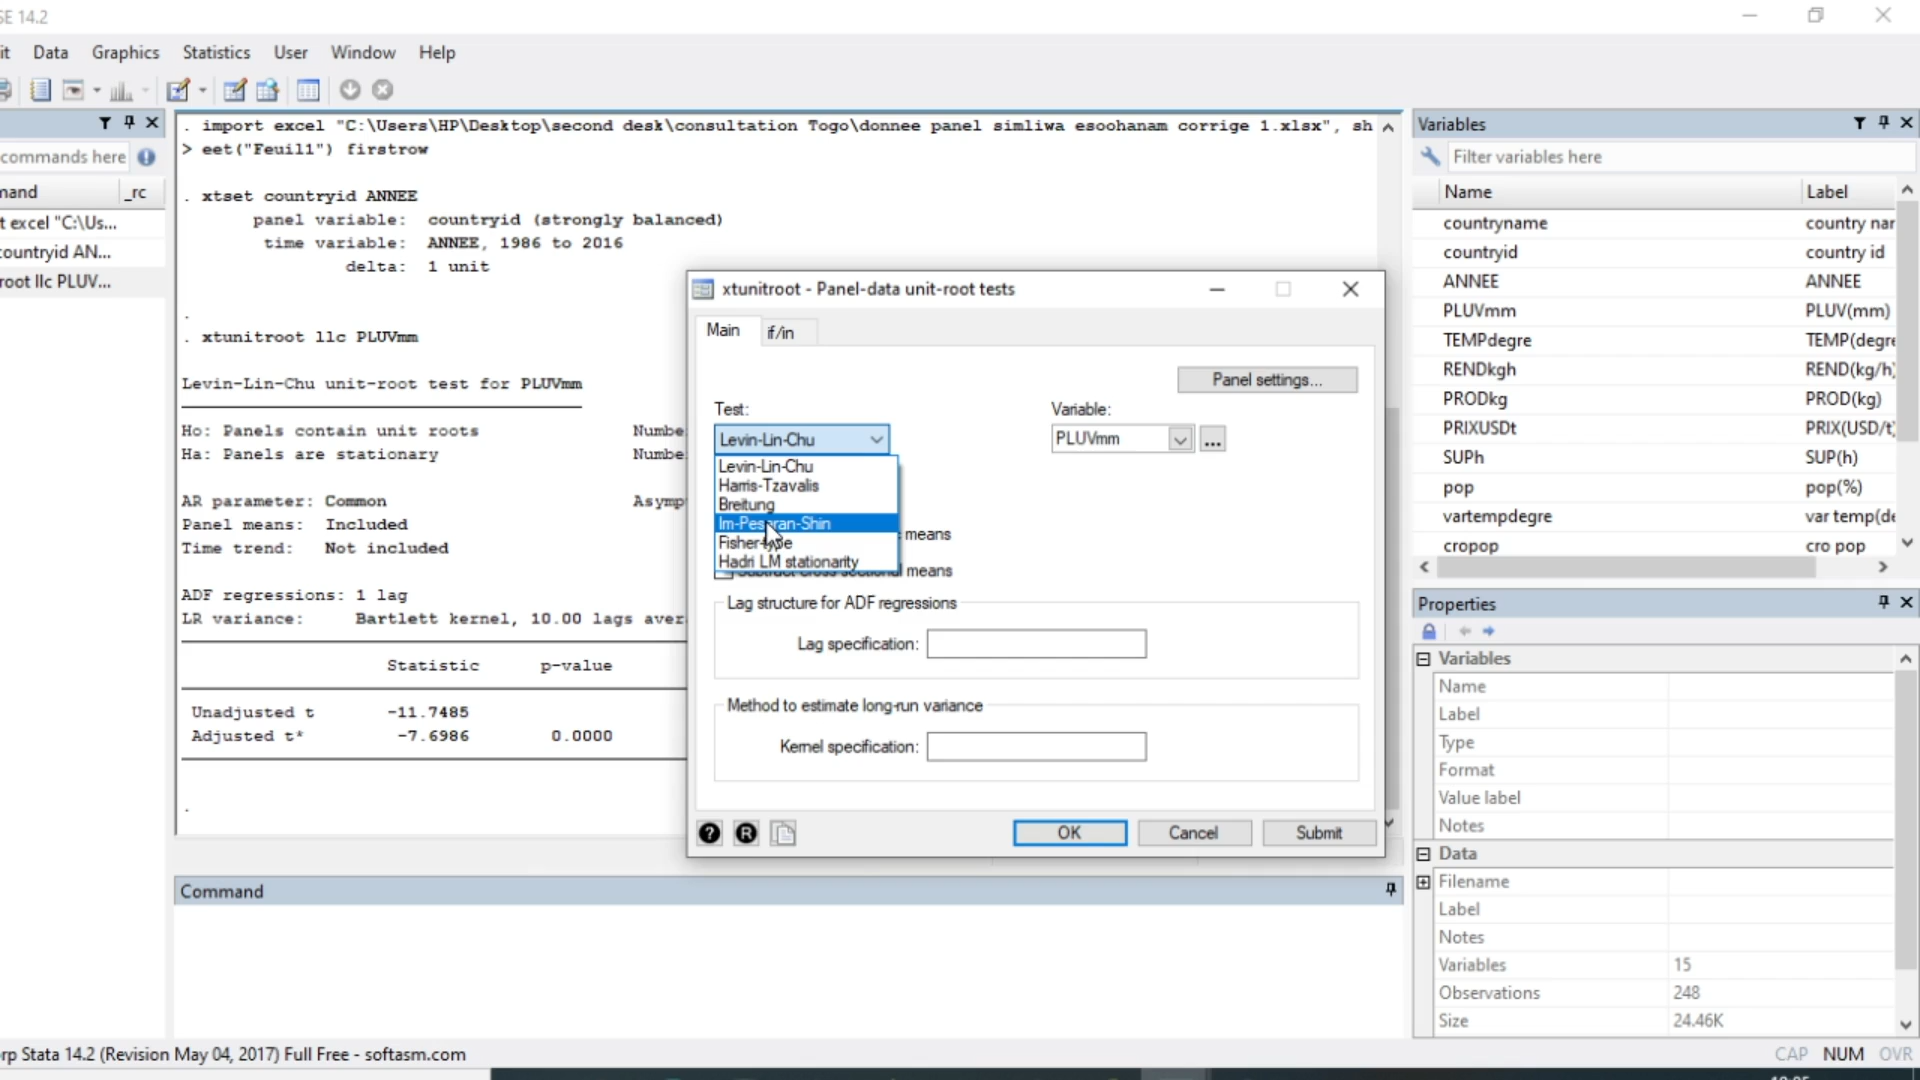 SE 14.2
it Data Graphics Statistics User Window Help
commands here
mand _rc
t excel "C:\Us...
countryid AN...
root llc PLUV...
. import excel "C:\Users\HP\Desktop\second desk\consultation Togo\donnee panel simliwa esoohanam corrige 1.xlsx", sh
> eet("Feuil1") firstrow
. xtset countryid ANNEE
panel variable: countryid (strongly balanced)
time variable: ANNEE, 1986 to 2016
delta: 1 unit
.
. xtunitroot llc PLUVmm
Levin-Lin-Chu unit-root test for PLUVmm
Ho: Panels contain unit roots Numbe
Ha: Panels are stationary Numbe
AR parameter: Common Asymp
Panel means: Included
Time trend: Not included
ADF regressions: 1 lag
LR variance: Bartlett kernel, 10.00 lags aver
Statistic p-value
Unadjusted t -11.7485
Adjusted t* -7.6986 0.0000
.
xtunitroot - Panel-data unit-root tests
Main if/in
Panel settings...
Test: Variable:
Levin-Lin-Chu PLUVmm ...
Levin-Lin-Chu
Harris-Tzavalis
Breitung
Im-Pesaran-Shin
means
Hadri LM stationarity
means
Lag structure for ADF regressions
Lag specification:
Method to estimate long-run variance
Kernel specification:
OK Cancel Submit
Command
Variables
Filter variables here
Name Label
countryname country nar
countryid country id
ANNEE ANNEE
PLUVmm PLUV(mm)
TEMPdegre TEMP(degre
RENDkgh REND(kg/h)
PRODkg PROD(kg)
PRIXUSDt PRIX(USD/t)
SUPh SUP(h)
pop pop(%)
vartempdegre var temp(de
cropop cro pop
Properties
Variables
Name
Label
Type
Format
Value label
Notes
Data
Filename
Label
Notes
Variables 15
Observations 248
Size 24.46K
rp Stata 14.2 (Revision May 04, 2017) Full Free - softasm.com
CAP NUM OVR